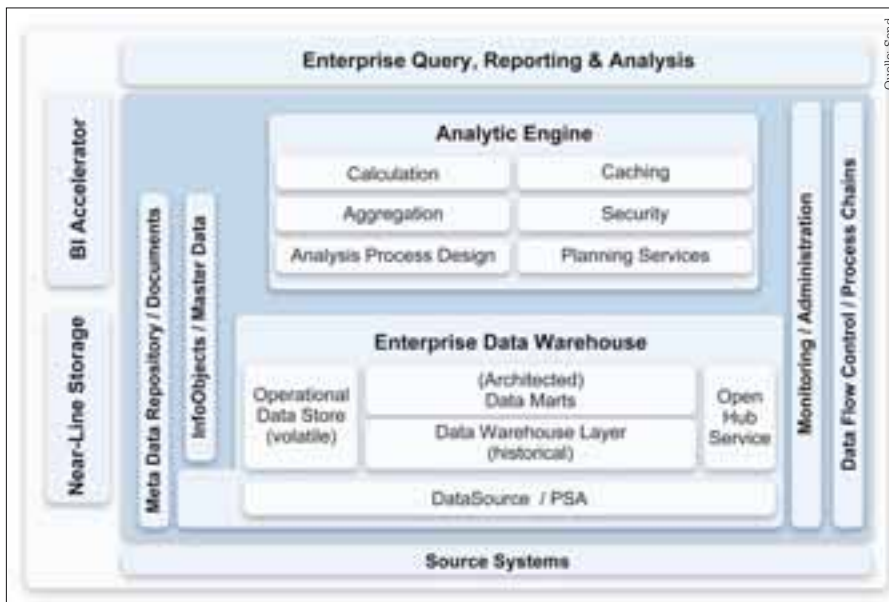 Quelle: Sand
Enterprise Query, Reporting & Analysis
BI Accelerator
Near-Line Storage
Meta Data Repository / Documents
InfoObjects / Master Data
Analytic Engine
Calculation
Caching
Aggregation
Security
Analysis Process Design
Planning Services
Enterprise Data Warehouse
Operational
Data Store
(volatile)
(Architected)
Data Marts
Data Warehouse Layer
(historical)
Open
Hub
Service
DataSource / PSA
Monitoring / Administration
Data Flow Control / Process Chains
Source Systems